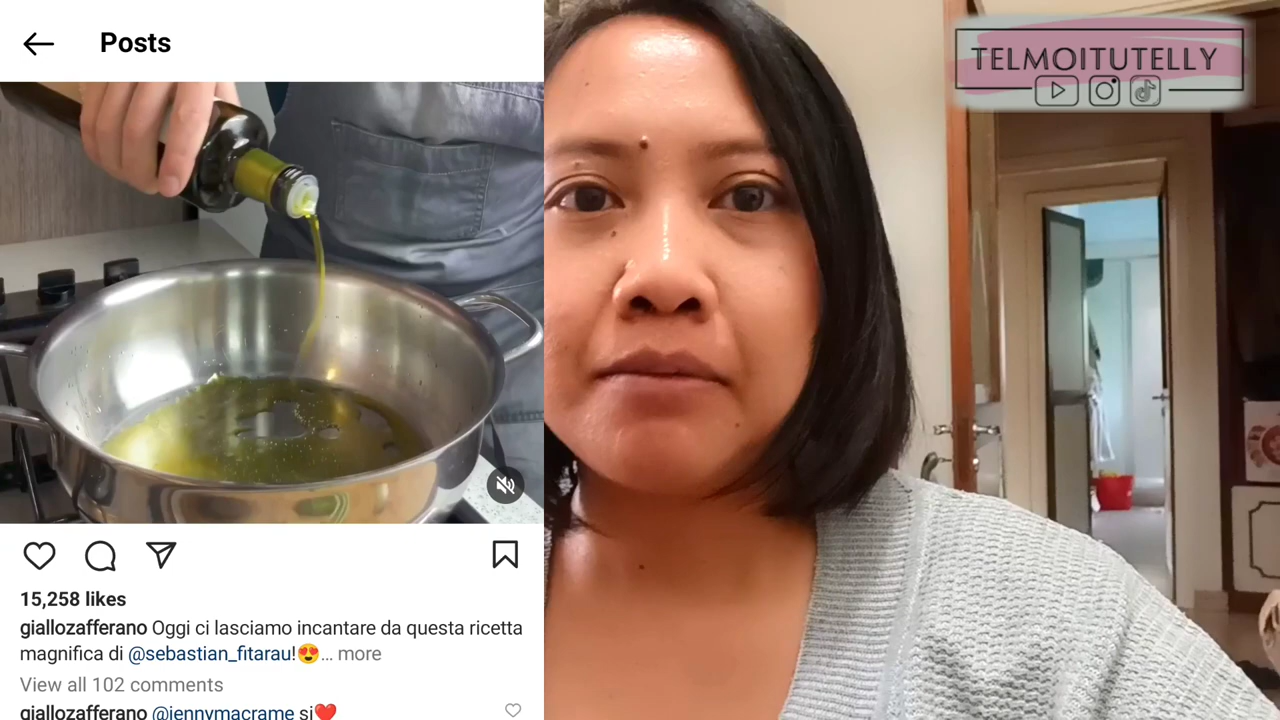 Posts
15,258 likes
giallozafferano Oggi ci lasciamo incantare da questa ricetta
magnifica di @sebastian_fitarau!😍... more
View all 102 comments
giallozafferano @jennymacrame si❤️
TELMOITUTELLY